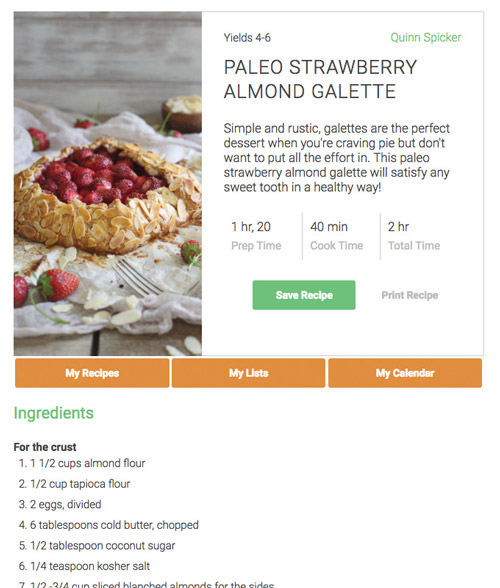 Yields 4-6
Quinn Spicker
PALEO STRAWBERRY
ALMOND GALETTE
Simple and rustic, galettes are the perfect
dessert when you're craving pie but don't
want to put all the effort in. This paleo
strawberry almond galette will satisfy any
sweet tooth in a healthy way!
1 hr, 20
40 min
2 hr
Prep Time
Cook Time
Total Time
Save Recipe
Print Recipe
My Recipes
My Lists
My Calendar
Ingredients
For the crust
1. 1 1/2 cups almond flour
2. 1/2 cup tapioca flour
3. 2 eggs, divided
4. 6 tablespoons cold butter, chopped
5. 1/2 tablespoon coconut sugar
6. 1/4 teaspoon kosher salt
7. 1/2 -3/4 cup sliced blanched almonds for the sides